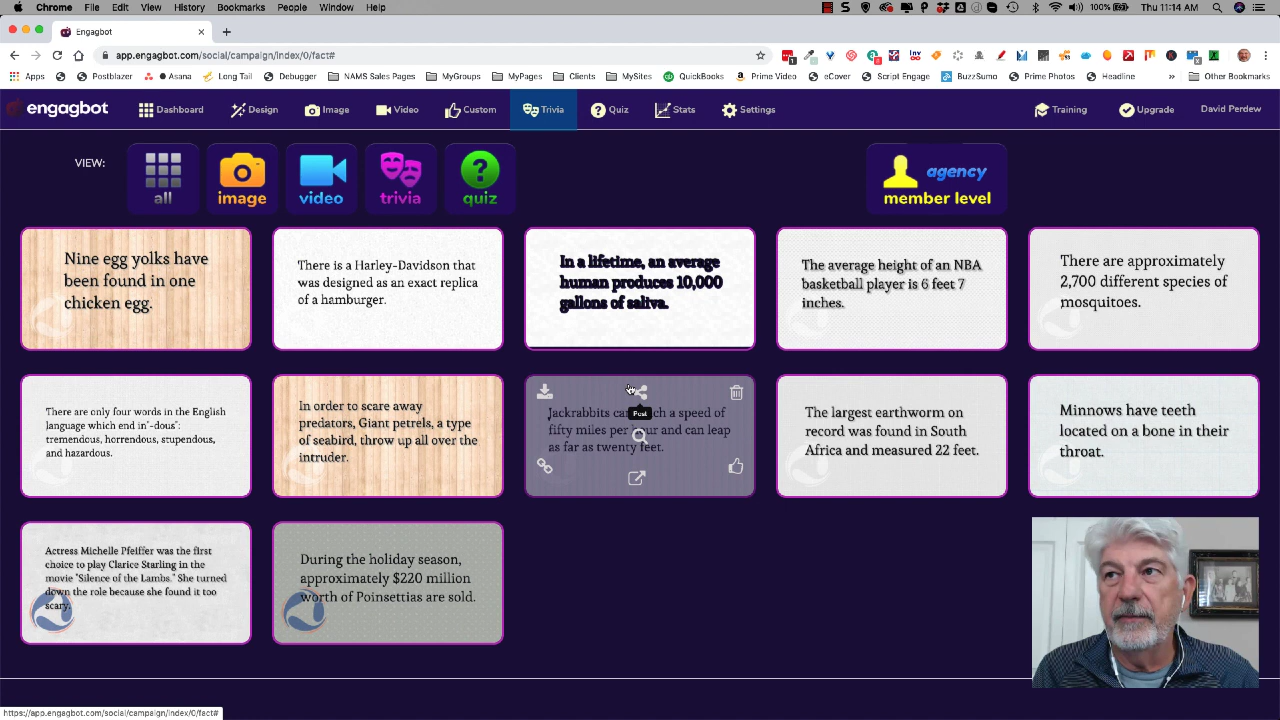 Chrome File Edit View History Bookmarks People Window Help 100% Thu 11:14 AM
Engagbot
app.engagbot.com/social/campaign/index/0/fact#
Apps Postblazer Asana Long Tail Debugger NAMS Sales Pages MyGroups MyPages Clients MySites QuickBooks Prime Video eCover Script Engage BuzzSumo Prime Photos Headline » Other Bookmarks
engagbot Dashboard Design Image Video Custom Trivia Quiz Stats Settings Training Upgrade David Perdew
VIEW:
all image video trivia quiz
agency
member level
Nine egg yolks have
been found in one
chicken egg.
There is a Harley-Davidson that
was designed as an exact replica
of a hamburger.
In a lifetime, an average
human produces 10,000
gallons of saliva.
The average height of an NBA
basketball player is 6 feet 7
inches.
There are approximately
2,700 different species of
mosquitoes.
There are only four words in the English
language which end in"-dous":
tremendous, horrendous, stupendous,
and hazardous.
In order to scare away
predators, Giant petrels, a type
of seabird, throw up all over the
intruder.
Post
Jackrabbits can reach a speed of
fifty miles per hour and can leap
as far as twenty feet.
The largest earthworm on
record was found in South
Africa and measured 22 feet.
Minnows have teeth
located on a bone in their
throat.
Actress Michelle Pfeiffer was the first
choice to play Clarice Starling in the
movie "Silence of the Lambs." She turned
down the role because she found it too
scary.
During the holiday season,
approximately $220 million
worth of Poinsettias are sold.
https://app.engagbot.com/social/campaign/index/0/fact#